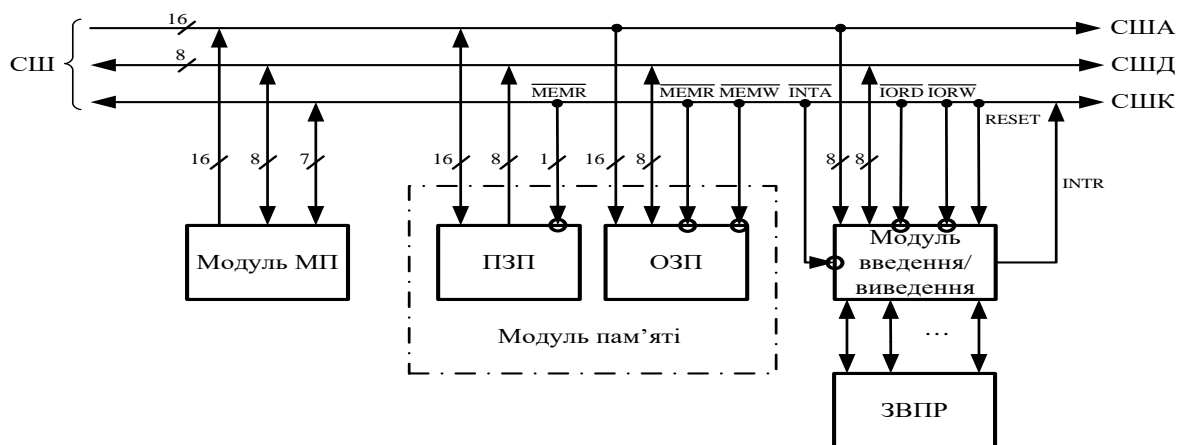 16
США
СШ
8
СШД
MEMR
MEMR
MEMW
INTA
IORD
IORW
СШК
RESET
16
8
7
16
8
1
16
8
8
8
INTR
Модуль МП
ПЗП
ОЗП
Модуль
введення/
виведення
Модуль пам’яті
...
ЗВПР